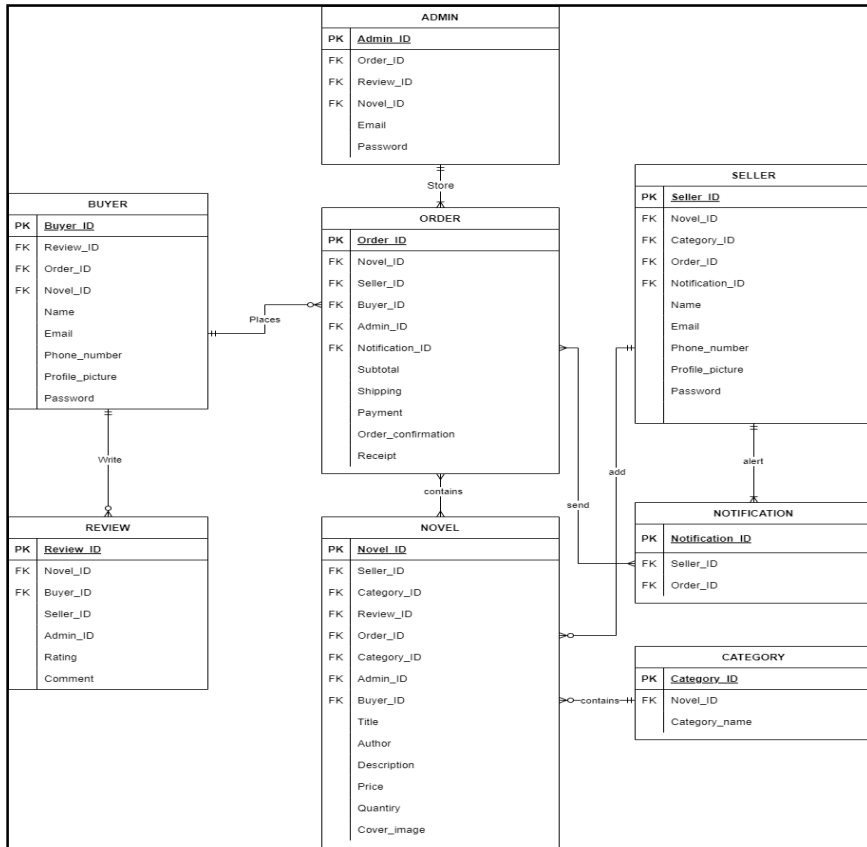 ADMIN
PK Admin_ID
FK Order_ID
FK Review_ID
FK Novel_ID
Email
Password
Store
BUYER
PK Buyer_ID
FK Review_ID
FK Order_ID
FK Novel_ID
Name
Email
Phone_number
Profile_picture
Password
Places
ORDER
PK Order_ID
FK Novel_ID
FK Seller_ID
FK Buyer_ID
FK Admin_ID
FK Notification_ID
Subtotal
Shipping
Payment
Order_confirmation
Receipt
SELLER
PK Seller_ID
FK Novel_ID
FK Category_ID
FK Order_ID
FK Notification_ID
Name
Email
Phone_number
Profile_picture
Password
Write
contains
send
add
alert
REVIEW
PK Review_ID
FK Novel_ID
FK Buyer_ID
Seller_ID
Admin_ID
Rating
Comment
NOVEL
PK Novel_ID
FK Seller_ID
FK Category_ID
FK Review_ID
FK Order_ID
FK Category_ID
FK Admin_ID
FK Buyer_ID
Title
Author
Description
Price
Quantiry
Cover_image
NOTIFICATION
PK Notification_ID
FK Seller_ID
FK Order_ID
contains
CATEGORY
PK Category_ID
FK Novel_ID
Category_name